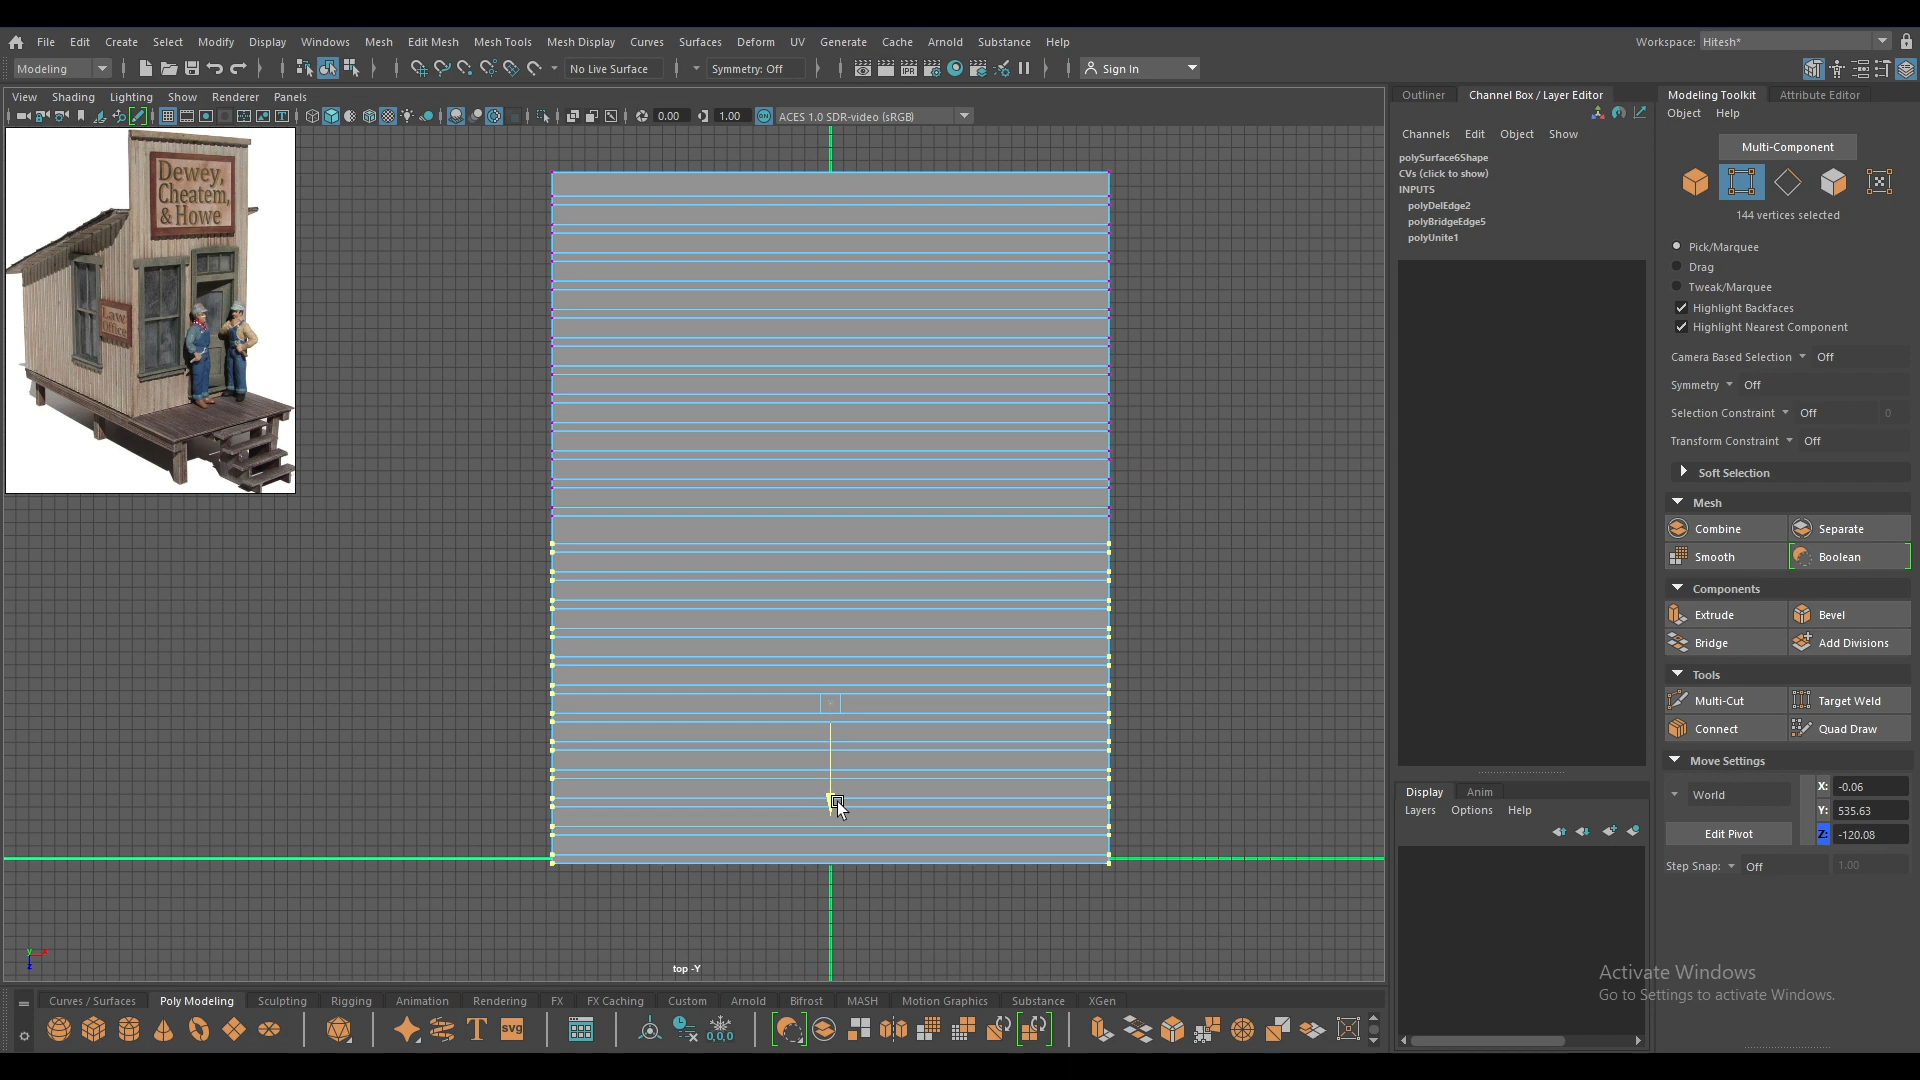 File Edit Create Select Modify Display Windows Mesh Edit Mesh Mesh Tools Mesh Display Curves Surfaces Deform UV Generate Cache Arnold Substance Help
Workspace: Hitesh*
Modeling
No Live Surface
Symmetry: Off
Sign In
View Shading Lighting Show Renderer Panels
0.00
1.00
ACES 1.0 SDR-video (sRGB)
Dewey,
Cheatem,
& Howe
Law
Office
top -Y
Outliner
Channel Box / Layer Editor
Channels Edit Object Show
polySurface6Shape
CVs (click to show)
INPUTS
polyDelEdge2
polyBridgeEdge5
polyUnite1
Display Anim
Layers Options Help
Modeling Toolkit
Attribute Editor
Object Help
Multi-Component
144 vertices selected
Pick/Marquee
Drag
Tweak/Marquee
Highlight Backfaces
Highlight Nearest Component
Camera Based Selection Off
Symmetry Off
Selection Constraint Off 0
Transform Constraint Off
Soft Selection
Mesh
Combine Separate
Smooth Boolean
Components
Extrude Bevel
Bridge Add Divisions
Tools
Multi-Cut Target Weld
Connect Quad Draw
Move Settings
World
X: -0.06
Y: 535.63
Edit Pivot
Z: -120.08
Step Snap: Off 1.00
Activate Windows
Go to Settings to activate Windows.
Curves / Surfaces Poly Modeling Sculpting Rigging Animation Rendering FX FX Caching Custom Arnold Bifrost MASH Motion Graphics Substance XGen
T
svg
0,0,0